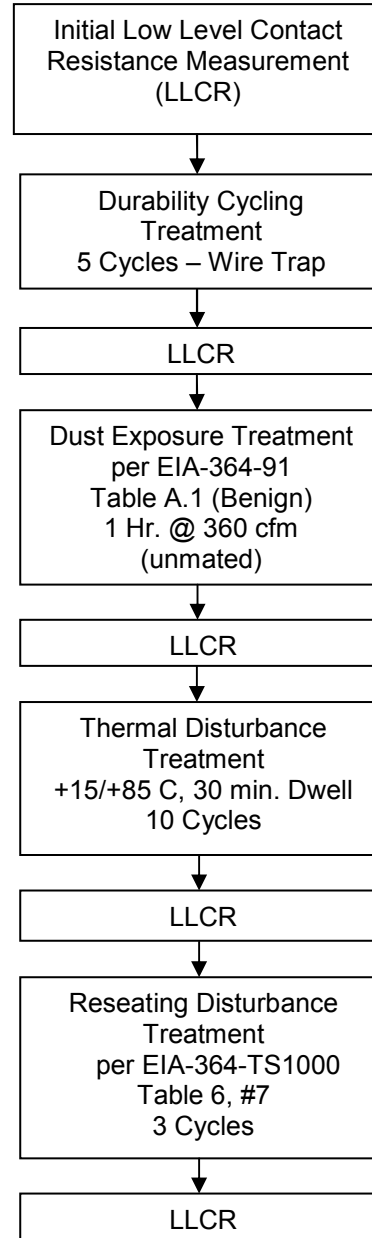 Initial Low Level Contact
Resistance Measurement
(LLCR)
Durability Cycling
Treatment
5 Cycles – Wire Trap
LLCR
Dust Exposure Treatment
per EIA-364-91
Table A.1 (Benign)
1 Hr. @ 360 cfm
(unmated)
LLCR
Thermal Disturbance
Treatment
+15/+85 C, 30 min. Dwell
10 Cycles
LLCR
Reseating Disturbance
Treatment
per EIA-364-TS1000
Table 6, #7
3 Cycles
LLCR